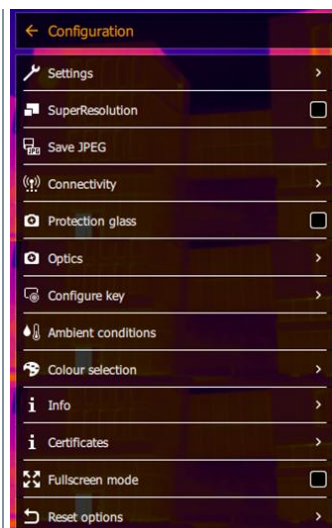 Configuration
Settings
SuperResolution
JPG
Save JPEG
Connectivity
Protection glass
Optics
Configure key
Ambient conditions
Colour selection
Info
Certificates
Fullscreen mode
Reset options